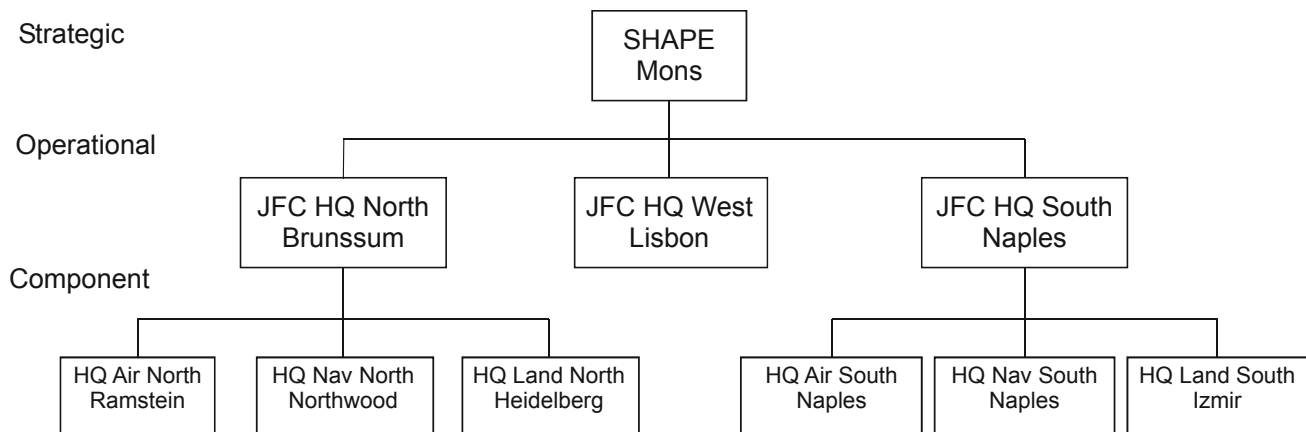 Strategic
SHAPE
Mons
Operational
JFC HQ North
Brunssum
JFC HQ West
Lisbon
JFC HQ South
Naples
Component
HQ Air North
Ramstein
HQ Nav North
Northwood
HQ Land North
Heidelberg
HQ Air South
Naples
HQ Nav South
Naples
HQ Land South
Izmir